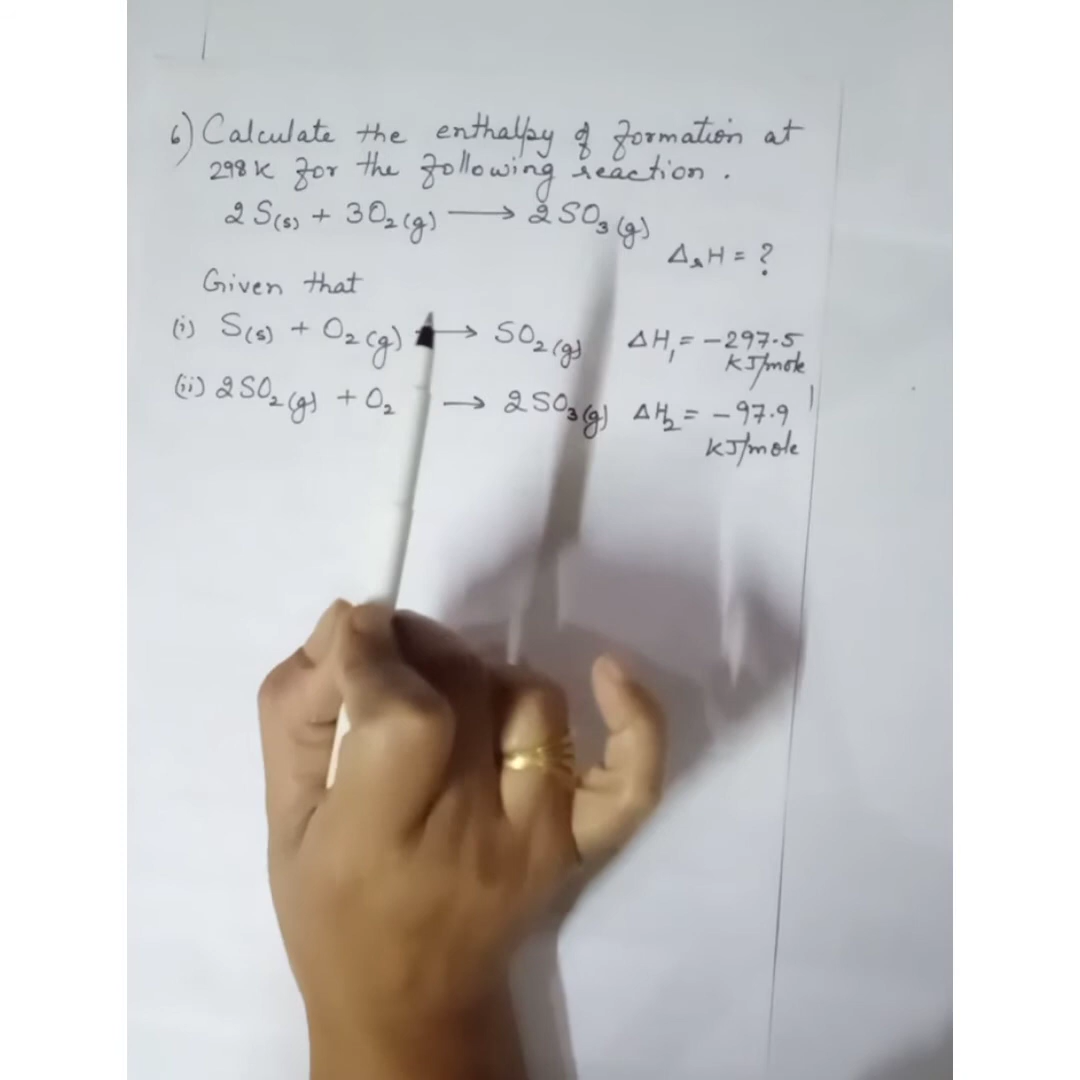 6) Calculate the enthalpy of formation at
298K for the following reaction.
2 S(s) + 3O₂(g) ⟶ 2SO₃(g)
ΔᵣH = ?
Given that
(i) S(s) + O₂(g) ⟶ SO₂(g) ΔH₁ = -297.5
kJ/mole
(ii) 2SO₂(g) + O₂ ⟶ 2SO₃(g) ΔH₂ = -97.9
kJ/mole